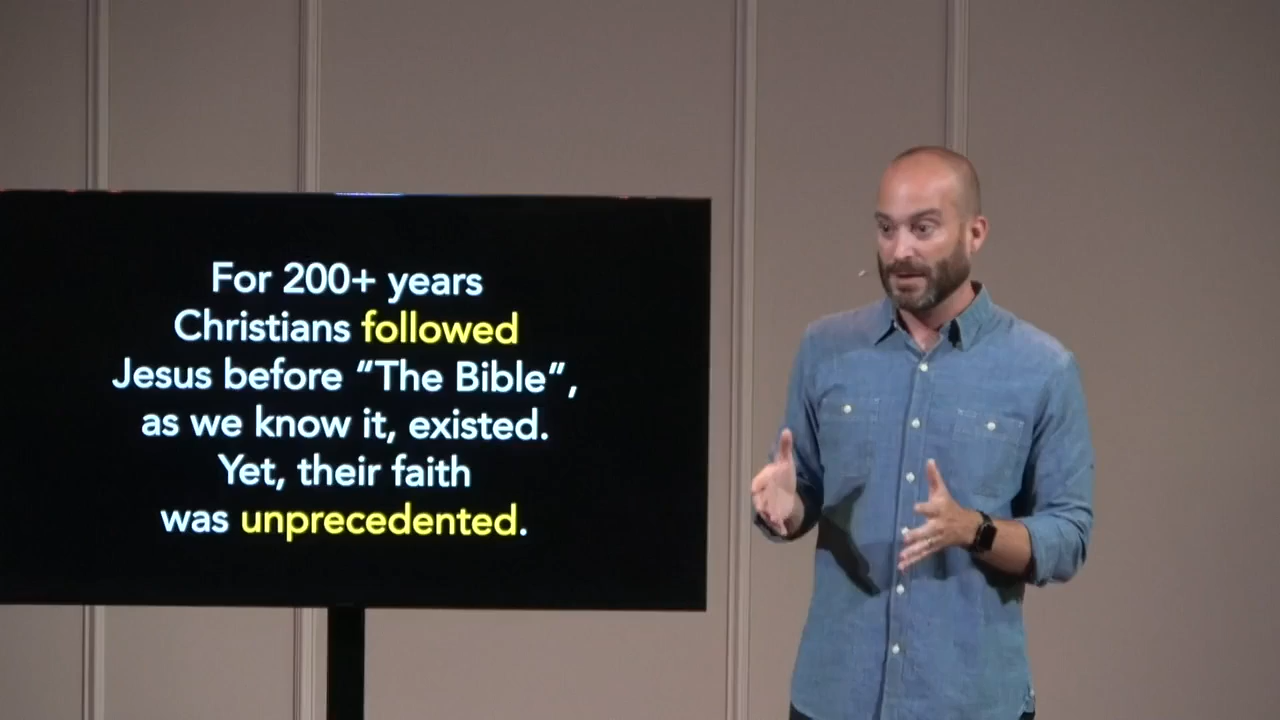 For 200+ years
Christians followed
Jesus before “The Bible”,
as we know it, existed.
Yet, their faith
was unprecedented.